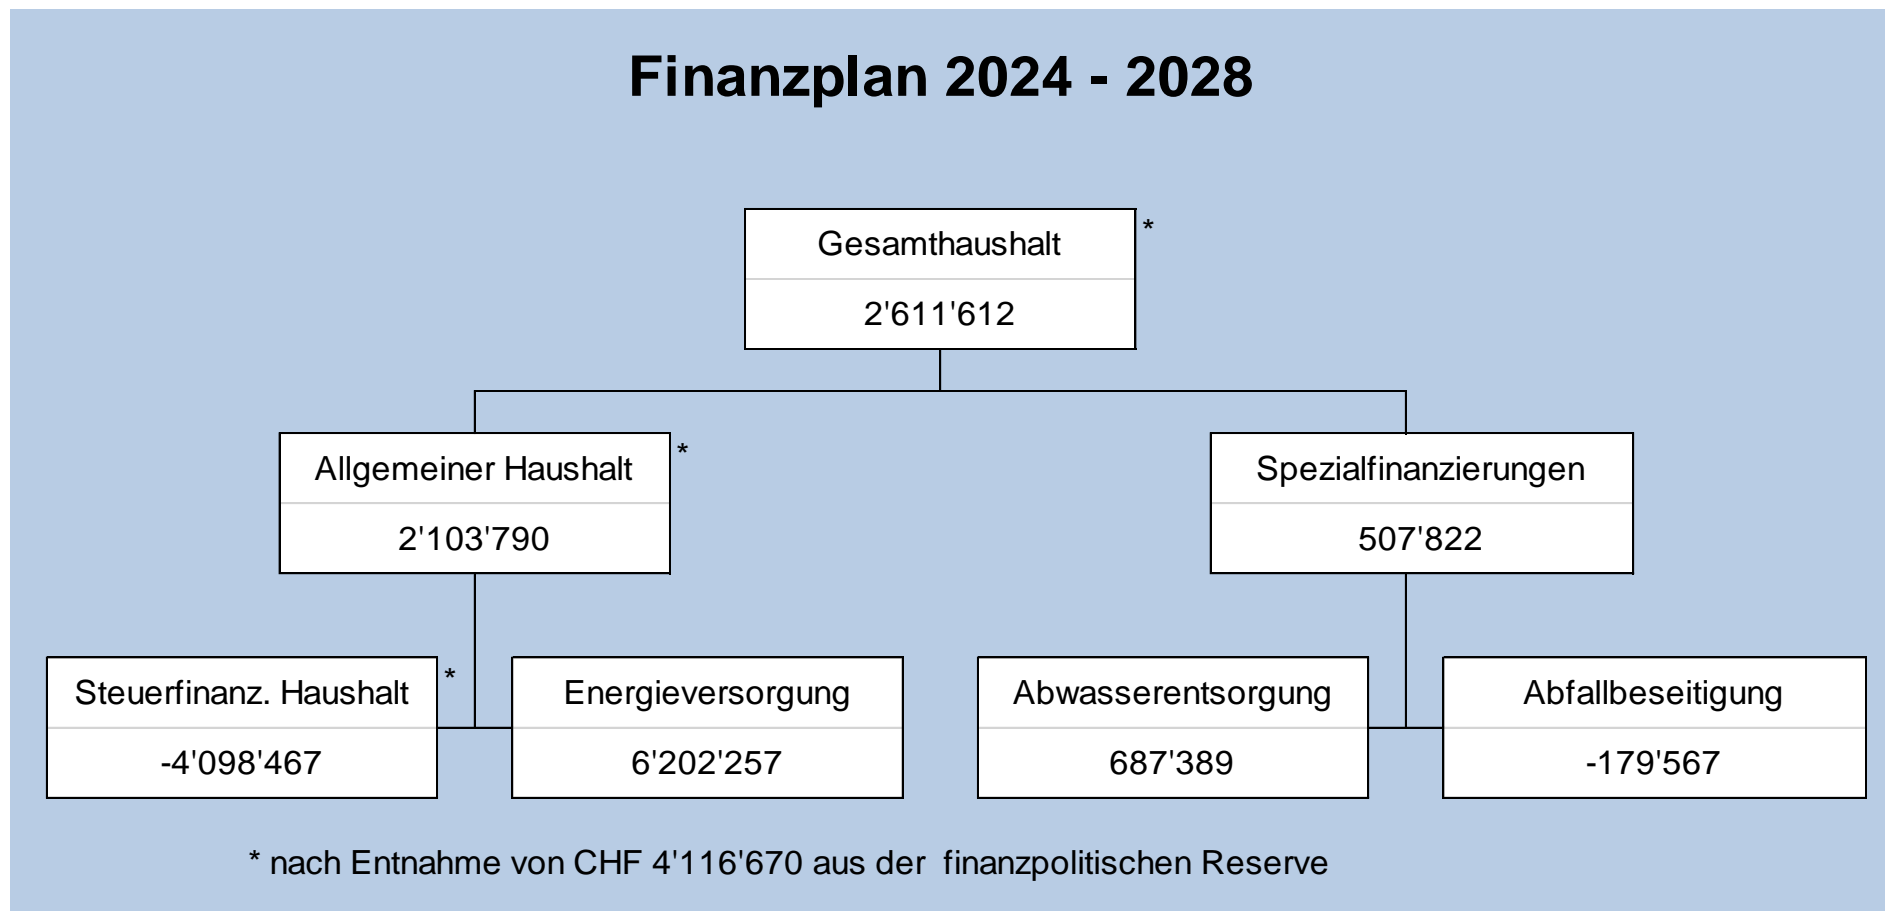 Finanzplan 2024 - 2028
Gesamthaushalt
*
2'611'612
Allgemeiner Haushalt
*
2'103'790
Spezialfinanzierungen
507'822
Steuerfinanz. Haushalt
*
-4'098'467
Energieversorgung
6'202'257
Abwasserentsorgung
687'389
Abfallbeseitigung
-179'567
* nach Entnahme von CHF 4'116'670 aus der  finanzpolitischen Reserve